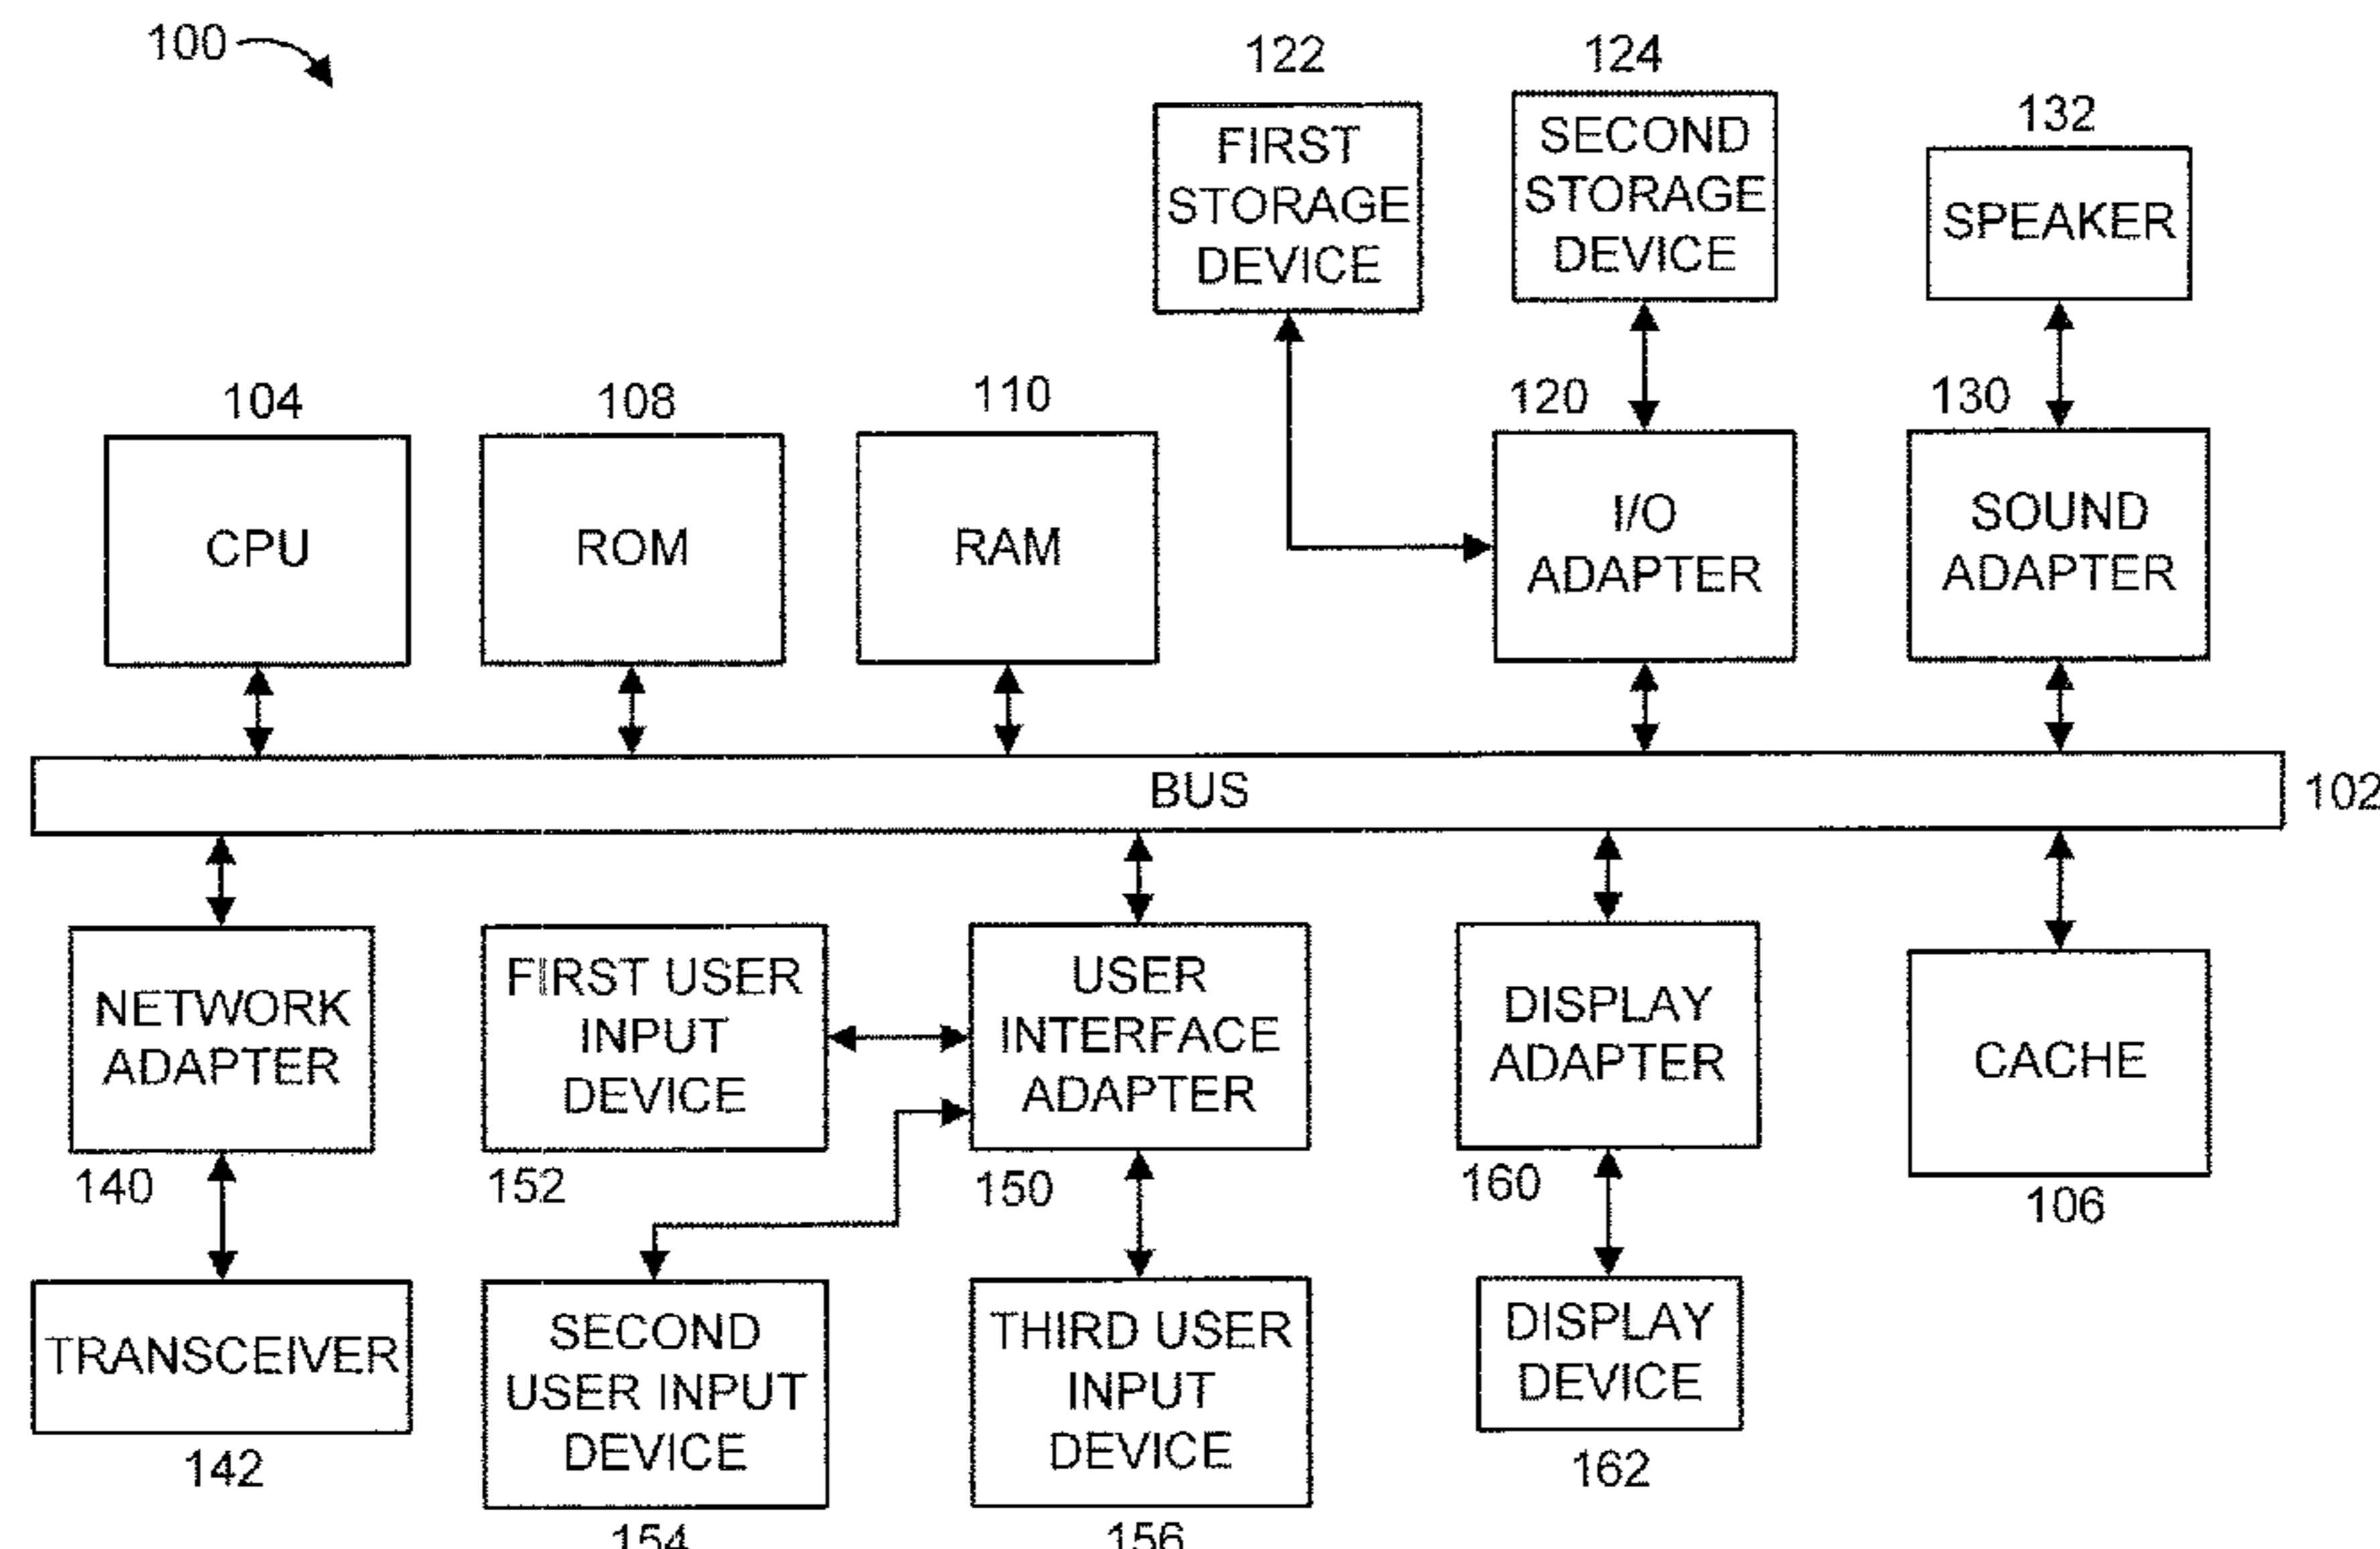 100
122
FIRST
STORAGE
DEVICE
124
SECOND
STORAGE
DEVICE
132
SPEAKER
104
CPU
108
ROM
110
RAM
120
I/O
ADAPTER
130
SOUND
ADAPTER
BUS
102
NETWORK
ADAPTER
140
FIRST USER
INPUT
DEVICE
152
USER
INTERFACE
ADAPTER
150
DISPLAY
ADAPTER
160
CACHE
106
TRANSCEIVER
142
SECOND
USER INPUT
DEVICE
154
THIRD USER
INPUT
DEVICE
156
DISPLAY
DEVICE
162